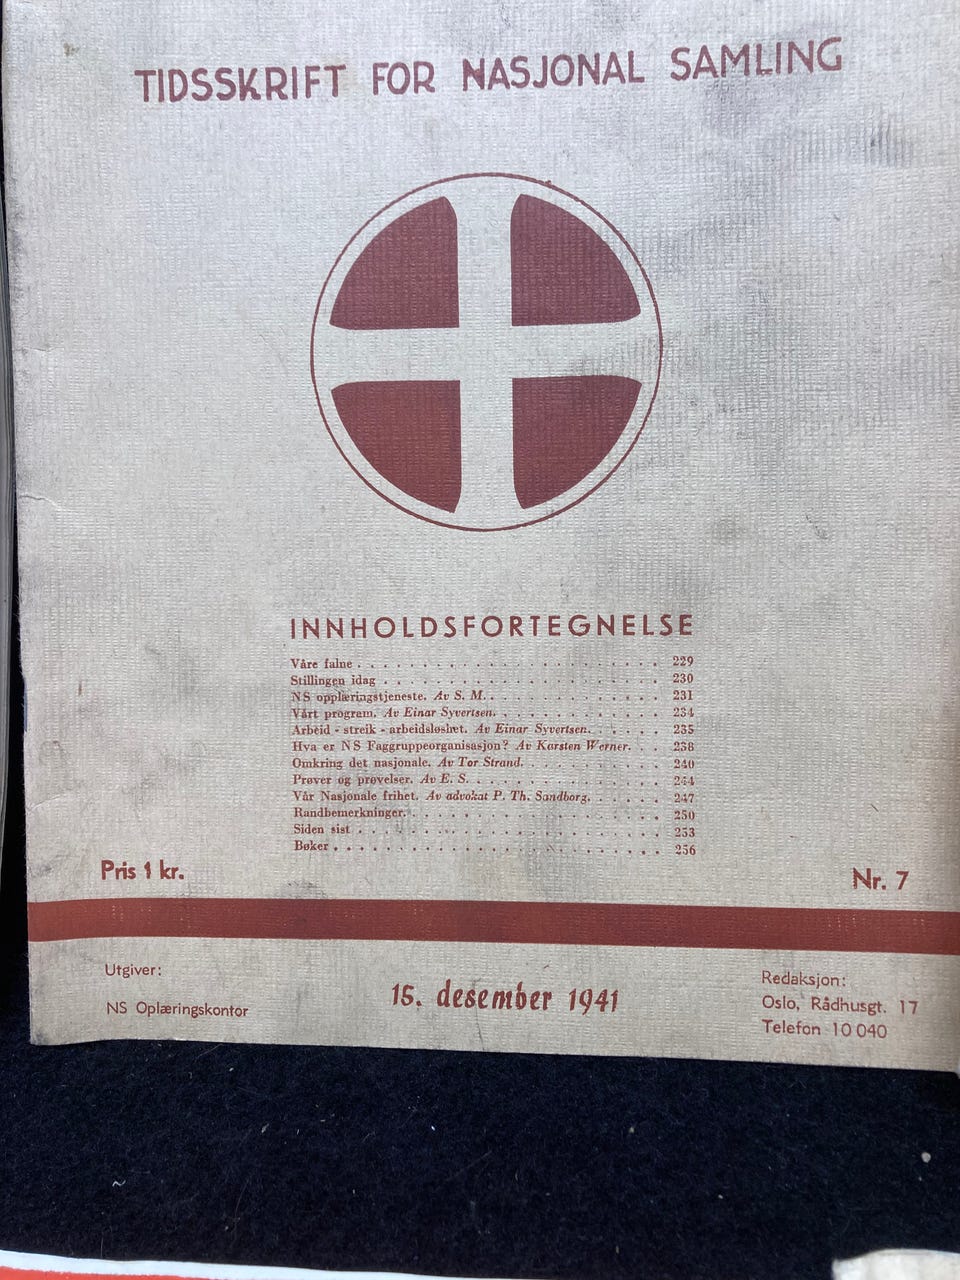 TIDSSKRIFT FOR NASJONAL SAMLING
INNHOLDSFORTEGNELSE
Våre falne . . . . . . . . . . . . . . . . . . . . . . 229
Stillingen idag . . . . . . . . . . . . . . . . . . . . 230
NS opplæringstjeneste. Av S. M. . . . . . . . . . . . 231
Vårt program. Av Einar Syvertsen. . . . . . . . . . . 234
Arbeid - streik - arbeidsløshet. Av Einar Syvertsen. . . . . 235
Hva er NS Faggruppeorganisasjon? Av Karsten Werner. . . 238
Omkring det nasjonale. Av Tor Strand. . . . . . . . . 240
Prøver og prøvelser. Av E. S. . . . . . . . . . . . . 244
Vår Nasjonale frihet. Av advokat P. Th. Sandborg. . . . . . 247
Randbemerkninger. . . . . . . . . . . . . . . . . . . 250
Siden sist . . . . . . . . . . . . . . . . . . . . . . 253
Bøker . . . . . . . . . . . . . . . . . . . . . . . . 256
Pris 1 kr.
Nr. 7
Utgiver:
NS Oplæringskontor
15. desember 1941
Redaksjon:
Oslo, Rådhusgt. 17
Telefon 10 040